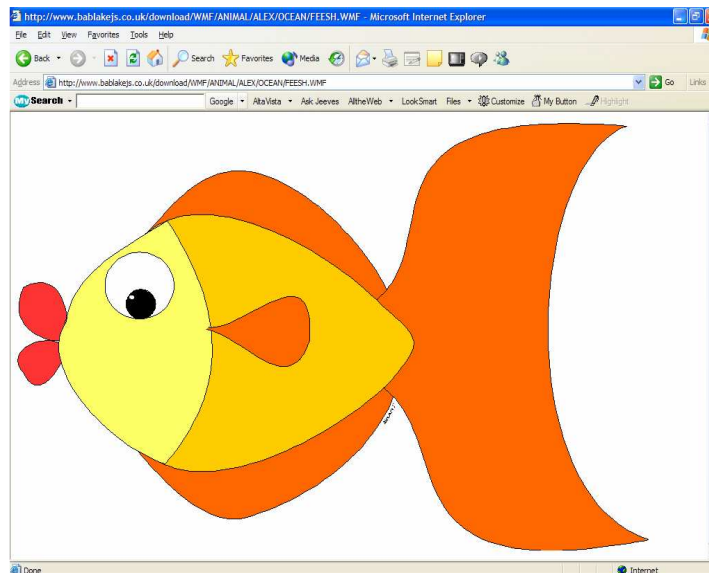 http://www.bablakejs.co.uk/download/WMF/ANIMAL/ALEX/OCEAN/FEESH.WMF - Microsoft Internet Explorer
File Edit View Favorites Tools Help
Back Search Favorites Media
Address http://www.bablakejs.co.uk/download/WMF/ANIMAL/ALEX/OCEAN/FEESH.WMF Go Links
My Search Google AltaVista Ask Jeeves AlltheWeb LookSmart Files Customize My Button Highlight
Done Internet